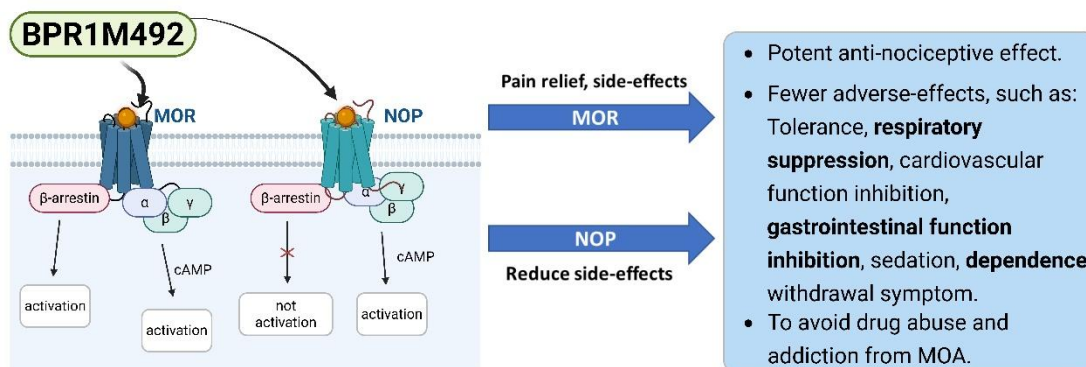 BPR1M492
MOR
NOP
β-arrestin
α
β
γ
β-arrestin
α
γ
β
cAMP
cAMP
activation
activation
not
activation
activation
Pain relief, side-effects
MOR
NOP
Reduce side-effects
• Potent anti-nociceptive effect.
• Fewer adverse-effects, such as:
Tolerance, respiratory
suppression, cardiovascular
function inhibition,
gastrointestinal function
inhibition, sedation, dependence
withdrawal symptom.
• To avoid drug abuse and
addiction from MOA.